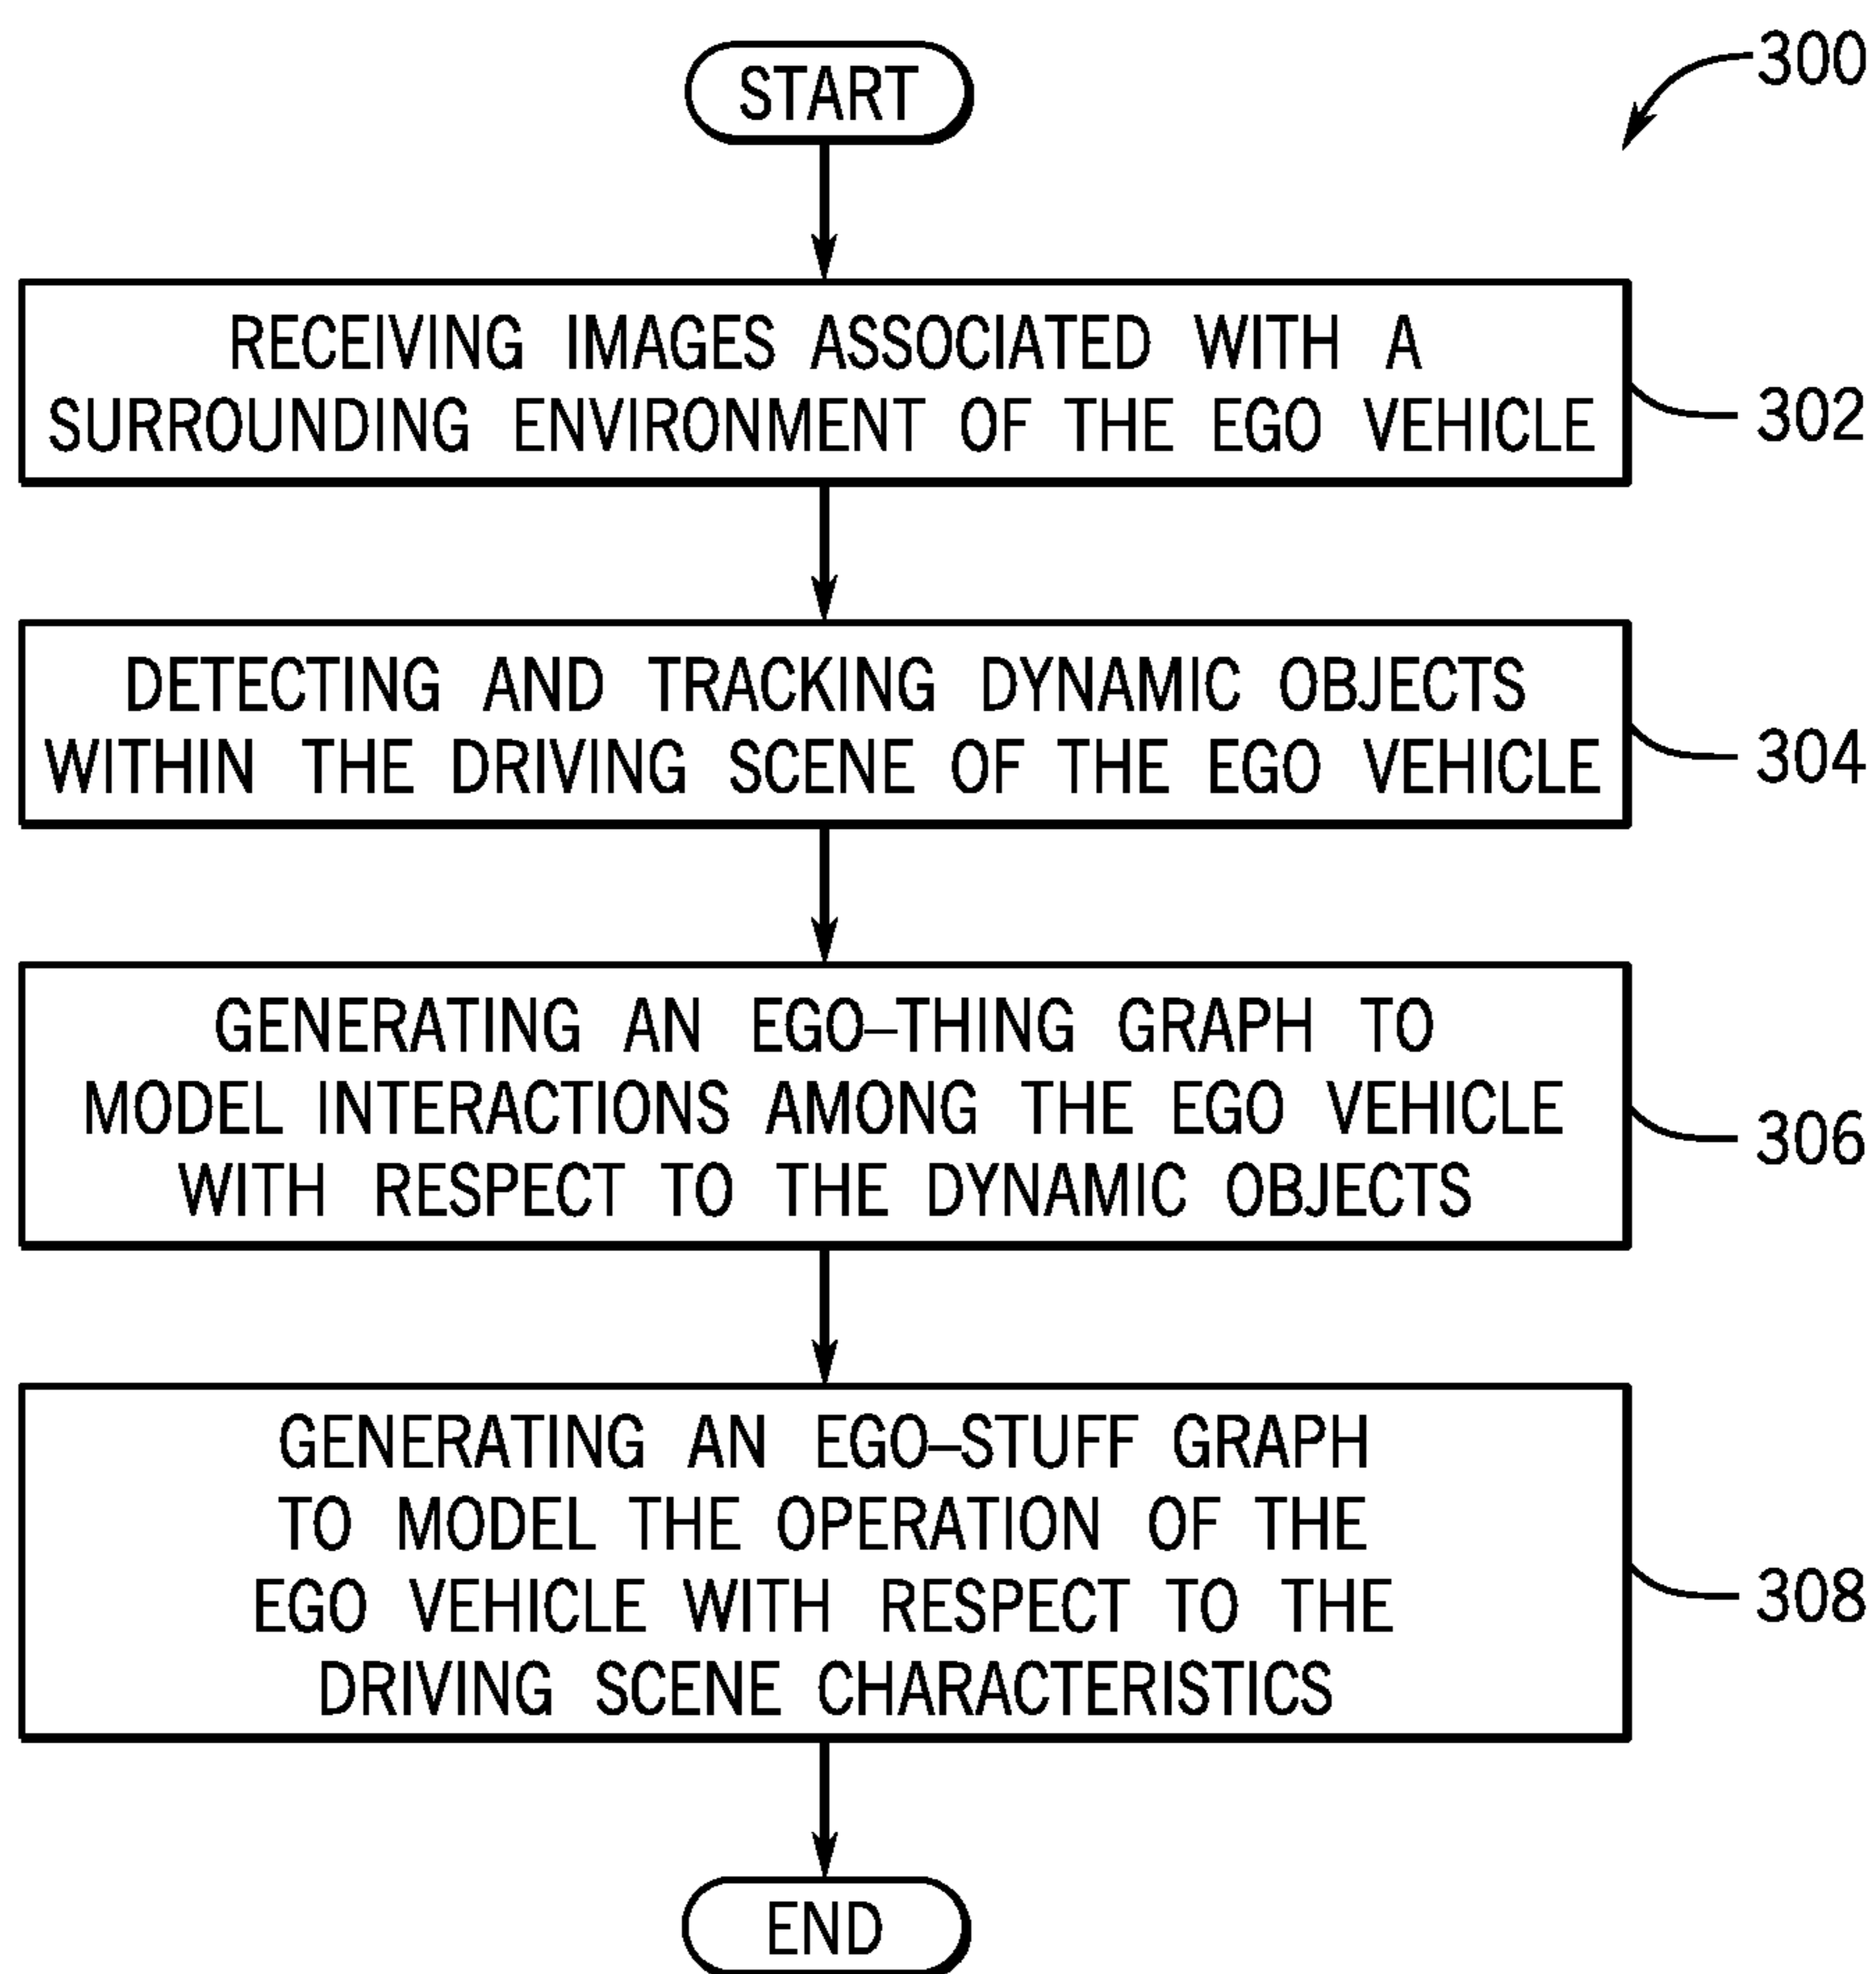 START
300
RECEIVING IMAGES ASSOCIATED WITH A
SURROUNDING ENVIRONMENT OF THE EGO VEHICLE
302
DETECTING AND TRACKING DYNAMIC OBJECTS
WITHIN THE DRIVING SCENE OF THE EGO VEHICLE
304
GENERATING AN EGO–THING GRAPH TO
MODEL INTERACTIONS AMONG THE EGO VEHICLE
WITH RESPECT TO THE DYNAMIC OBJECTS
306
GENERATING AN EGO–STUFF GRAPH
TO MODEL THE OPERATION OF THE
EGO VEHICLE WITH RESPECT TO THE
DRIVING SCENE CHARACTERISTICS
308
END